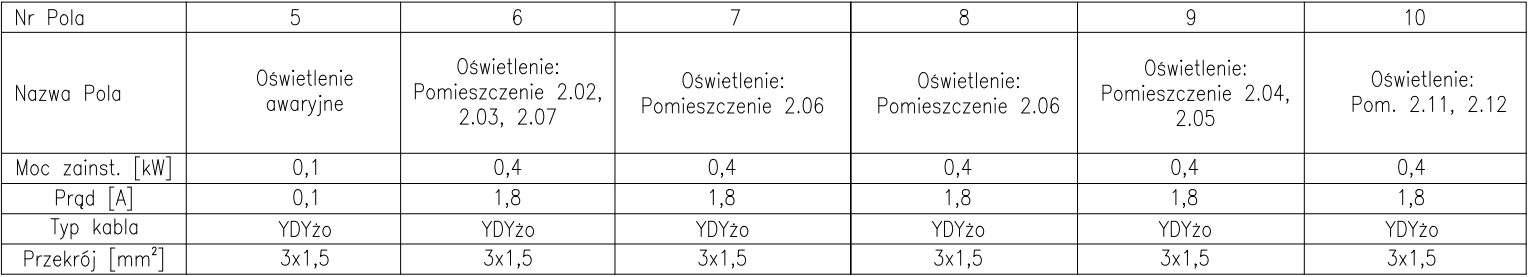 Nr Pola 5 6 7 8 9 10
Nazwa Pola
Oświetlenie
awaryjne
Oświetlenie:
Pomieszczenie 2.02,
2.03, 2.07
Oświetlenie:
Pomieszczenie 2.06
Oświetlenie:
Pomieszczenie 2.06
Oświetlenie:
Pomieszczenie 2.04,
2.05
Oświetlenie:
Pom. 2.11, 2.12
Moc zainst. [kW] 0,1 0,4 0,4 0,4 0,4 0,4
Prąd [A] 0,1 1,8 1,8 1,8 1,8 1,8
Typ kabla YDYżo YDYżo YDYżo YDYżo YDYżo YDYżo
Przekrój [mm²] 3x1,5 3x1,5 3x1,5 3x1,5 3x1,5 3x1,5